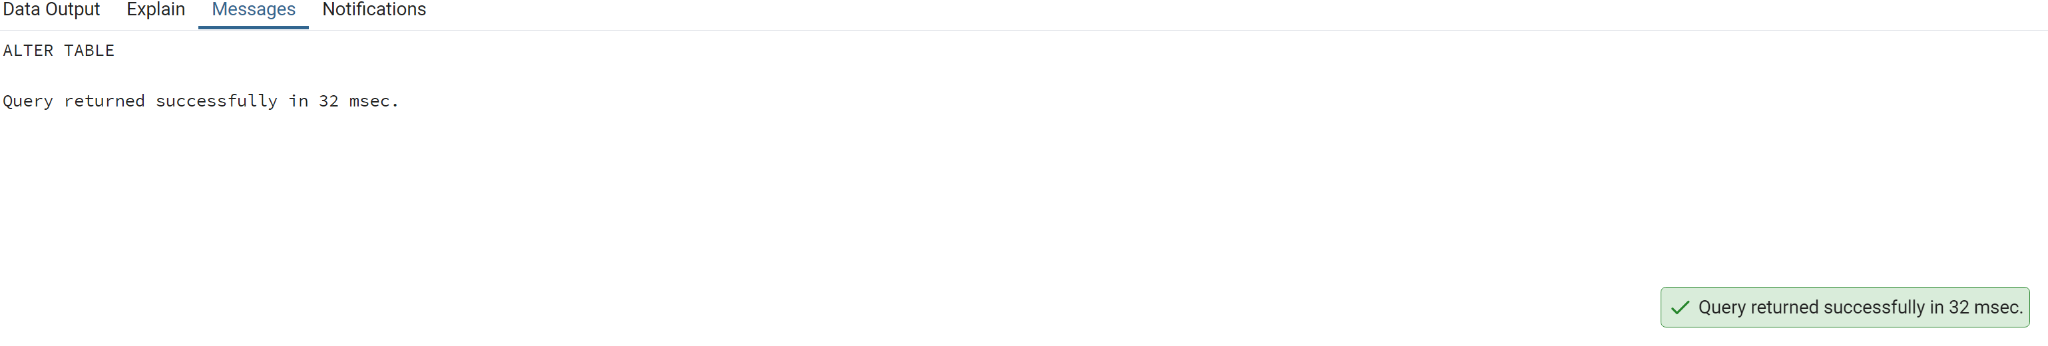 Data Output Explain Messages Notifications
ALTER TABLE
Query returned successfully in 32 msec.
Query returned successfully in 32 msec.